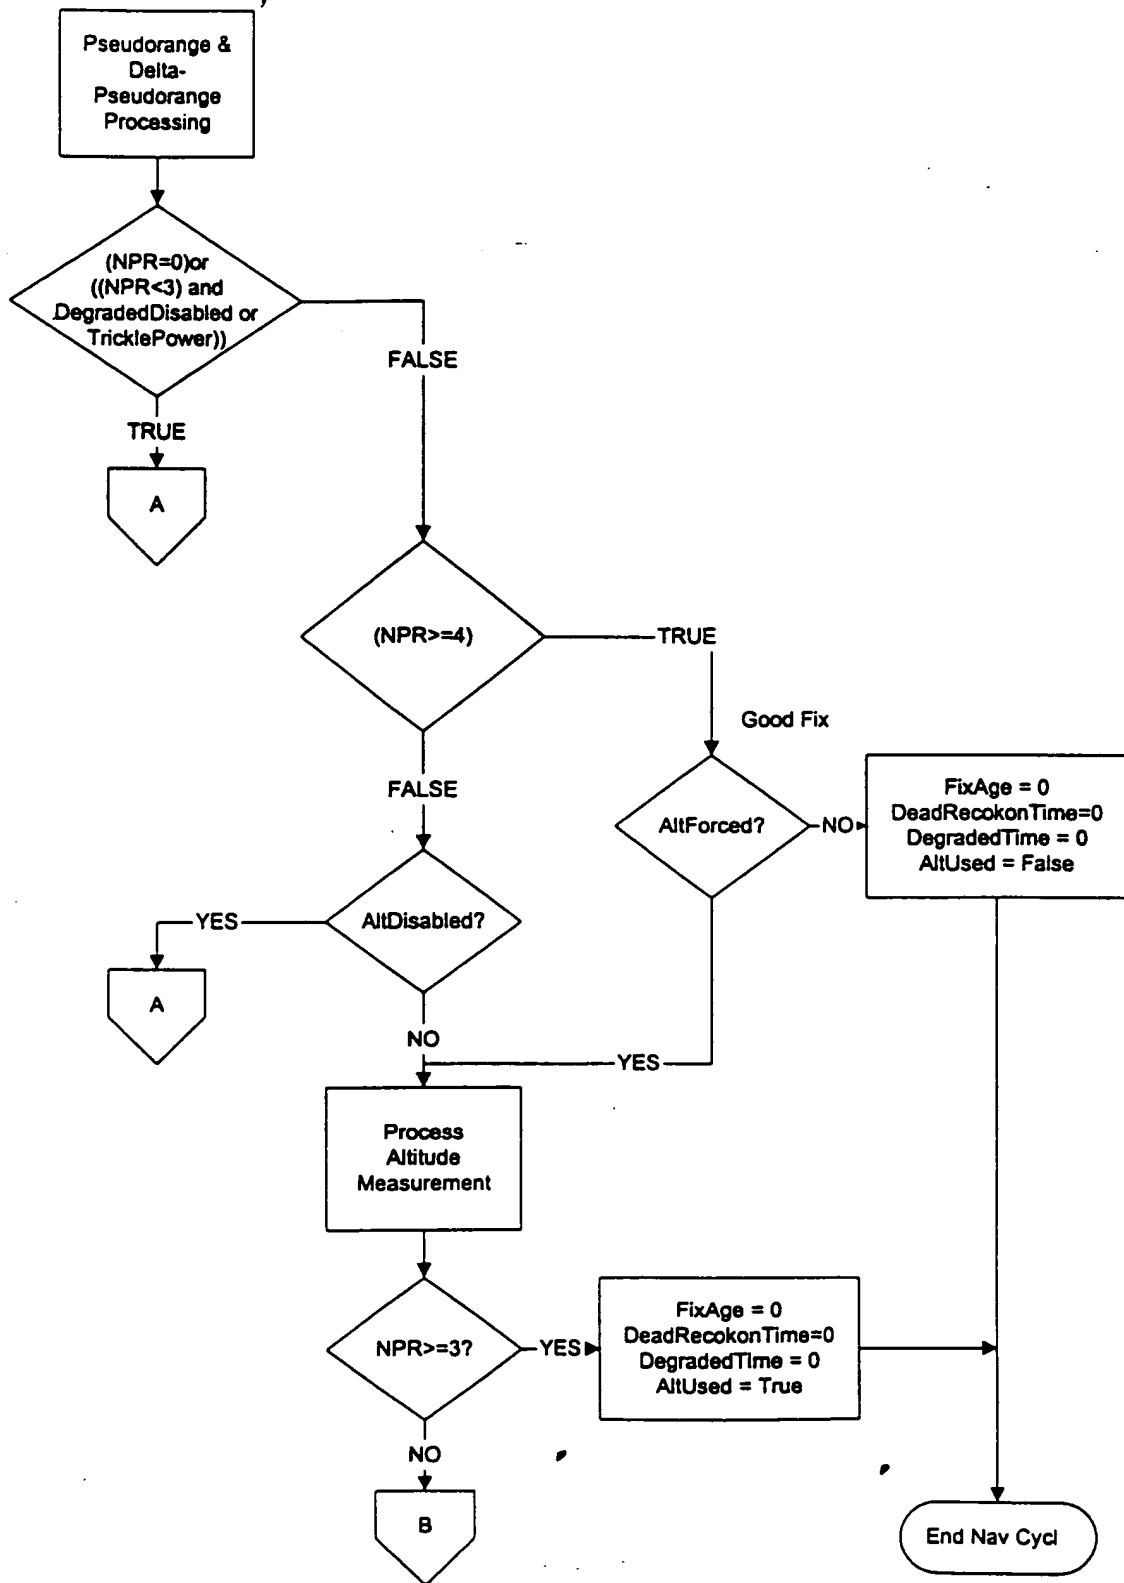 Pseudorange &
Delta-
Pseudorange
Processing
(NPR=0)or
((NPR<3) and
DegradedDisabled or
TricklePower))
FALSE
TRUE
A
(NPR>=4)
TRUE
Good Fix
FALSE
AltForced?
NO
FixAge = 0
DeadRecokonTime=0
DegradedTime = 0
AltUsed = False
AltDisabled?
YES
A
NO
YES
Process
Altitude
Measurement
NPR>=3?
YES
FixAge = 0
DeadRecokonTime=0
DegradedTime = 0
AltUsed = True
NO
B
End Nav Cycl